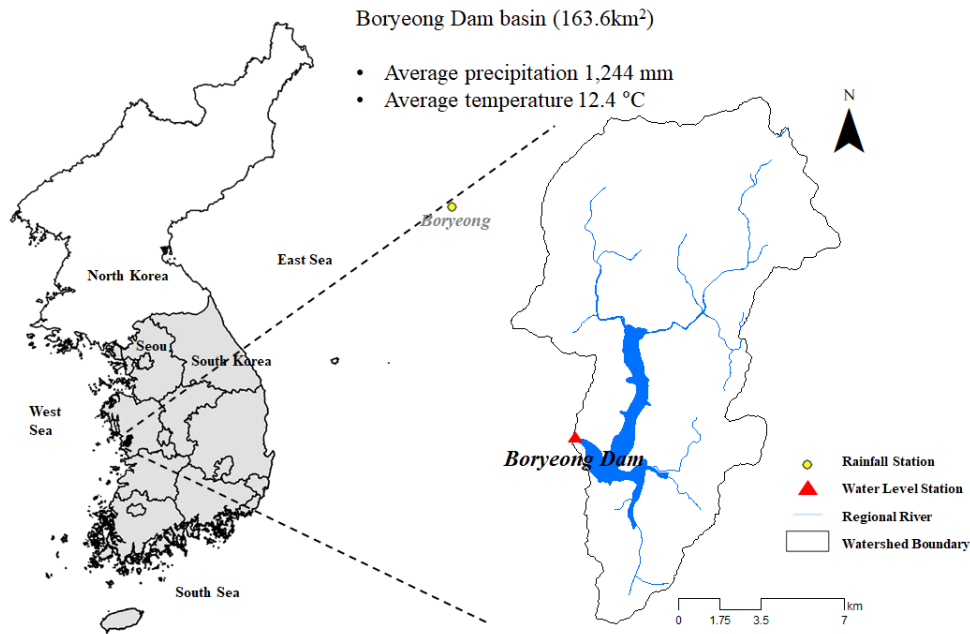 Boryeong Dam basin (163.6km²)
• Average precipitation 1,244 mm
• Average temperature 12.4 °C
N
Boryeong
East Sea
North Korea
Seou
South Korea
West
Sea
South Sea
Boryeong Dam
Rainfall Station
Water Level Station
Regional River
Watershed Boundary
km
0 1.75 3.5 7